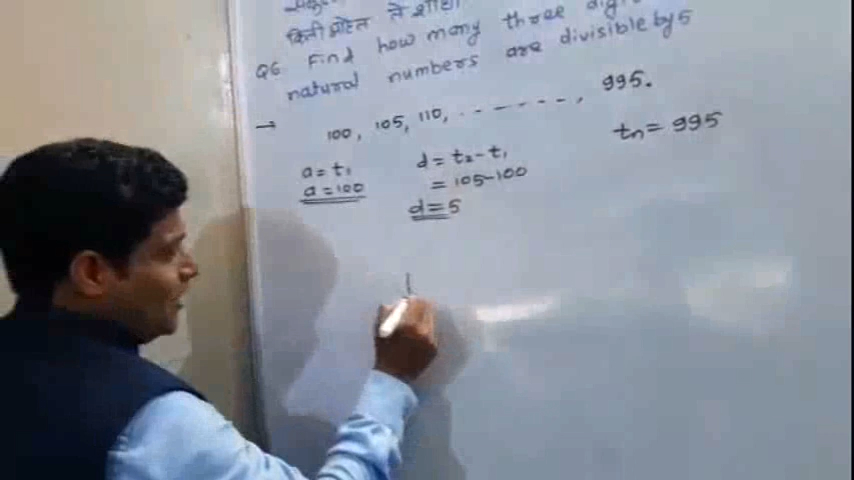 किती आहेत ते शोधा
Q6 Find how many three
natural numbers are divisible by 5
→ 100, 105, 110, - - - - - - - , 995.
a = t₁ d = t₂ - t₁ tn = 995
a = 100 = 105-100
d = 5